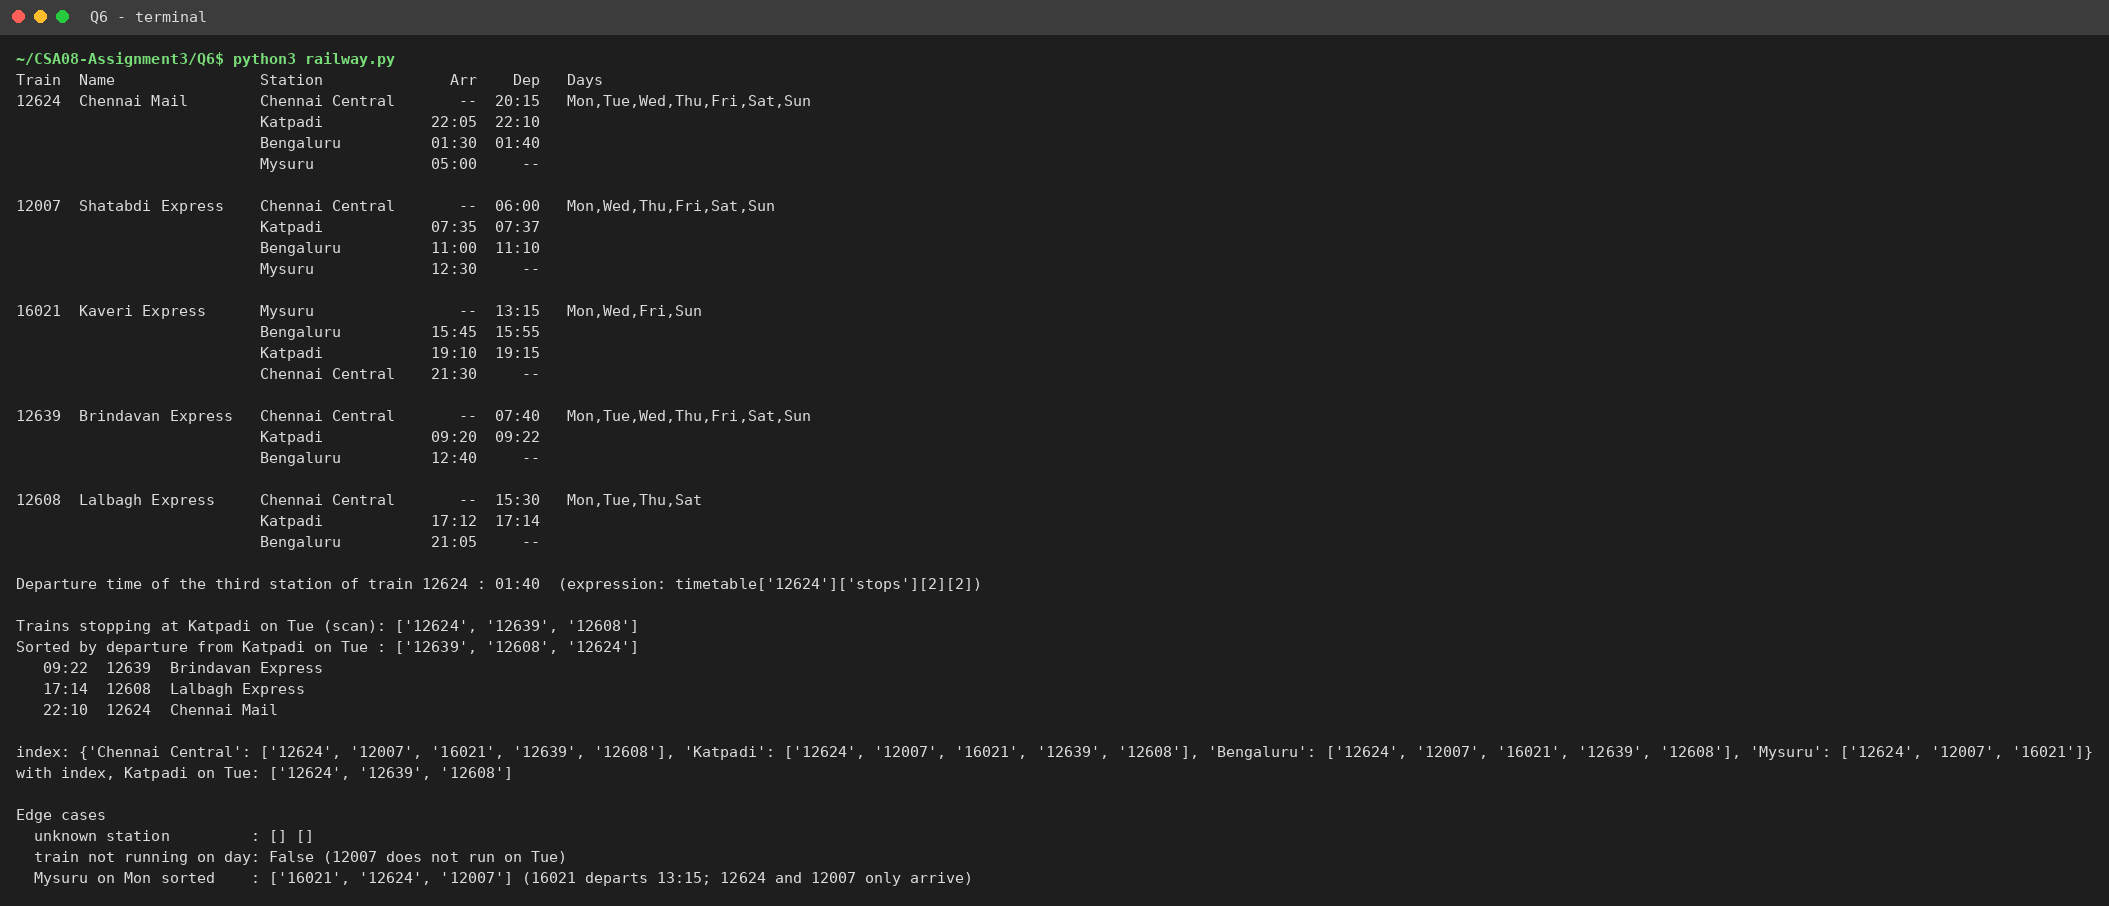 Q6 - terminal
~/CSA08-Assignment3/Q6$ python3 railway.py
Train  Name                Station              Arr    Dep   Days
12624  Chennai Mail        Chennai Central       --  20:15   Mon,Tue,Wed,Thu,Fri,Sat,Sun
                           Katpadi            22:05  22:10
                           Bengaluru          01:30  01:40
                           Mysuru             05:00     --

12007  Shatabdi Express    Chennai Central       --  06:00   Mon,Wed,Thu,Fri,Sat,Sun
                           Katpadi            07:35  07:37
                           Bengaluru          11:00  11:10
                           Mysuru             12:30     --

16021  Kaveri Express      Mysuru                --  13:15   Mon,Wed,Fri,Sun
                           Bengaluru          15:45  15:55
                           Katpadi            19:10  19:15
                           Chennai Central    21:30     --

12639  Brindavan Express   Chennai Central       --  07:40   Mon,Tue,Wed,Thu,Fri,Sat,Sun
                           Katpadi            09:20  09:22
                           Bengaluru          12:40     --

12608  Lalbagh Express     Chennai Central       --  15:30   Mon,Tue,Thu,Sat
                           Katpadi            17:12  17:14
                           Bengaluru          21:05     --

Departure time of the third station of train 12624 : 01:40  (expression: timetable['12624']['stops'][2][2])

Trains stopping at Katpadi on Tue (scan): ['12624', '12639', '12608']
Sorted by departure from Katpadi on Tue : ['12639', '12608', '12624']
   09:22  12639  Brindavan Express
   17:14  12608  Lalbagh Express
   22:10  12624  Chennai Mail

index: {'Chennai Central': ['12624', '12007', '16021', '12639', '12608'], 'Katpadi': ['12624', '12007', '16021', '12639', '12608'], 'Bengaluru': ['12624', '12007', '16021', '12639', '12608'], 'Mysuru': ['12624', '12007', '16021']}
with index, Katpadi on Tue: ['12624', '12639', '12608']

Edge cases
  unknown station         : [] []
  train not running on day: False (12007 does not run on Tue)
  Mysuru on Mon sorted    : ['16021', '12624', '12007'] (16021 departs 13:15; 12624 and 12007 only arrive)